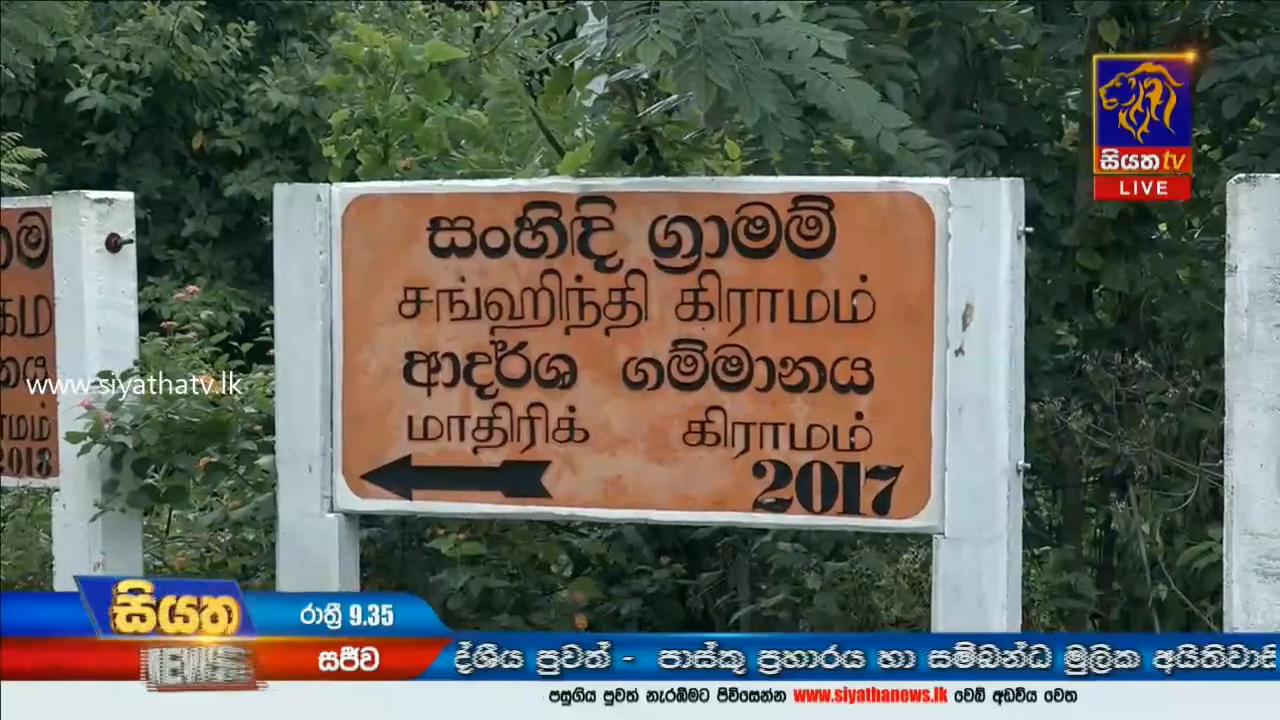 සියත tv
LIVE
සංහිඳි ග්‍රාමම්
சங்ஹிந்தி கிராமம்
ආදර්ශ ගම්මානය
மாதிரிக் கிராமம்
2017
2018
www.siyathatv.lk
සියත
NEWS
රාත්‍රී 9.35
සජීව
ද්ශීය පුවත් - පාස්කු ප්‍රහාරය හා සම්බන්ධ මූලික අයිතිවාසි
පසුගිය පුවත් නැරඹීමට පිවිසෙන්න www.siyathanews.lk වෙබ් අඩවිය වෙත